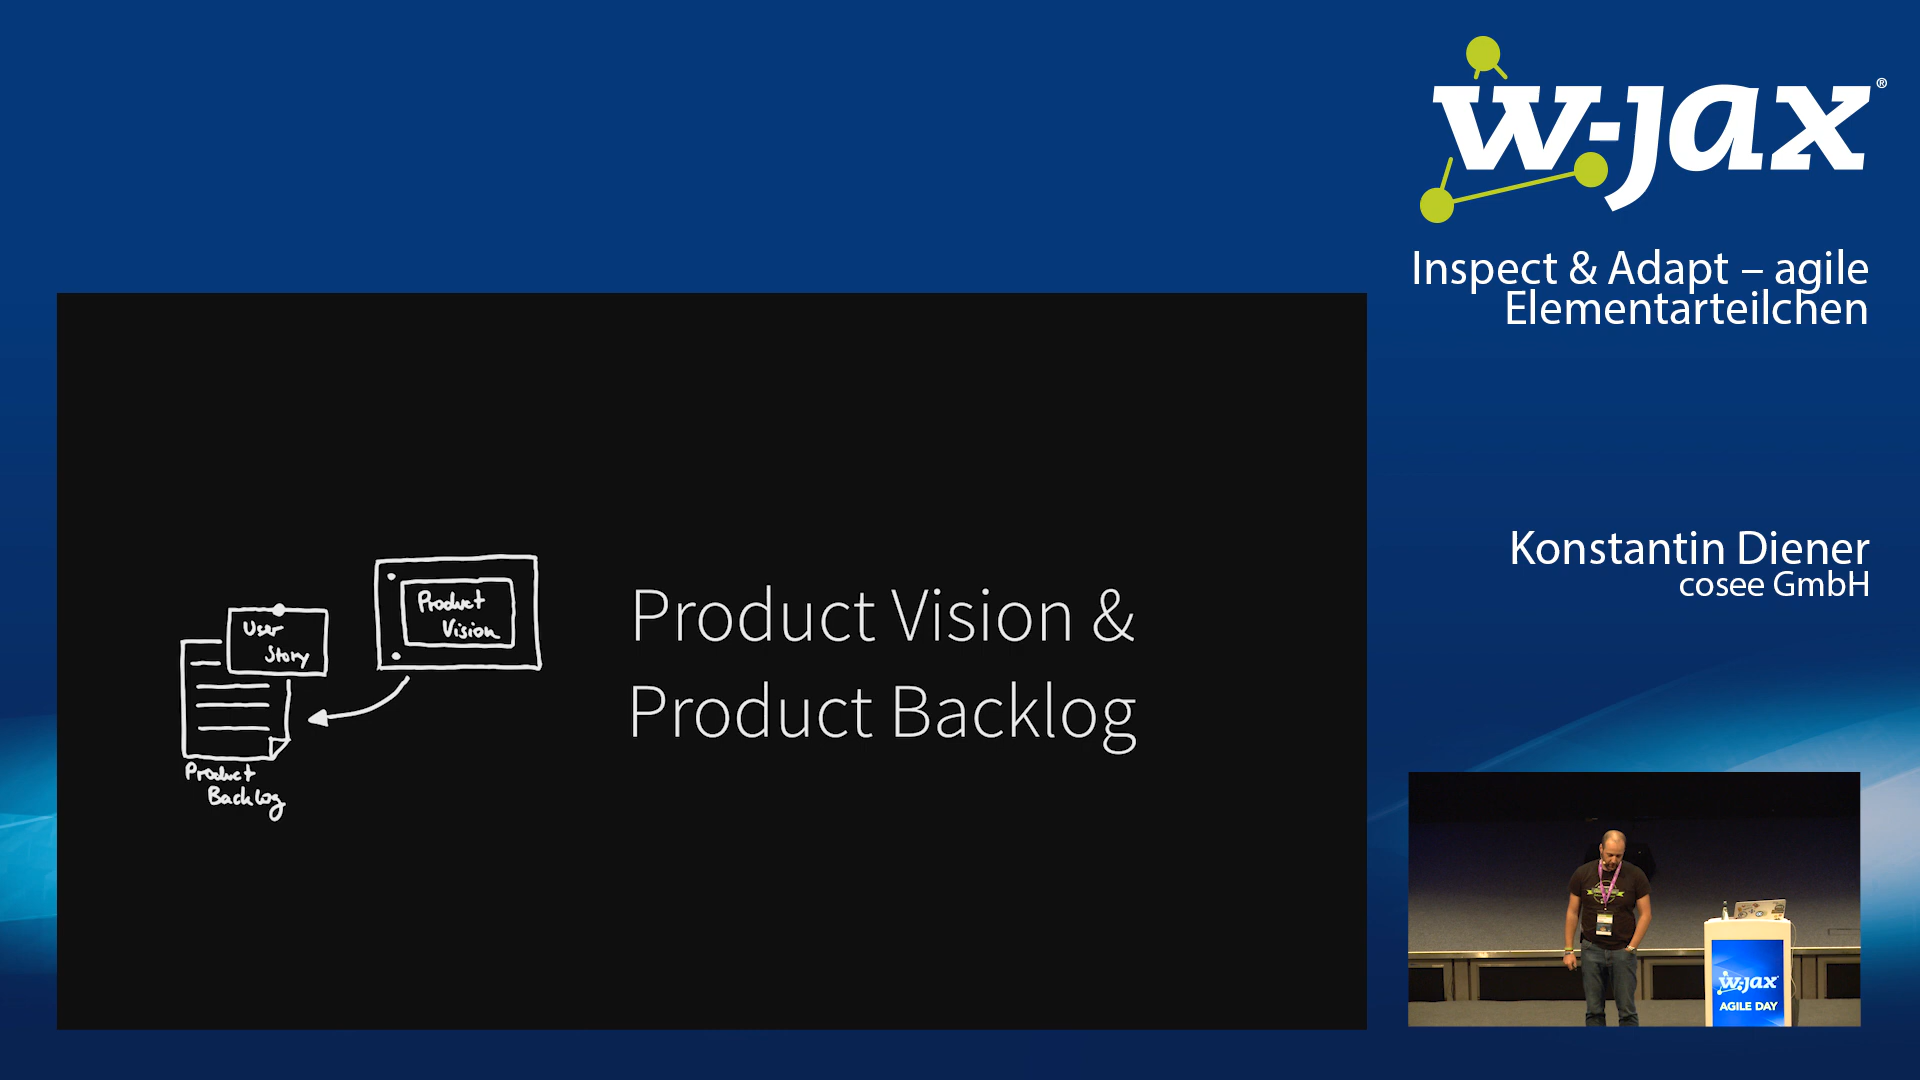 w-jax®
Inspect & Adapt – agile
Elementarteilchen
Konstantin Diener
cosee GmbH
Product
Vision
User
Story
Product
Backlog
Product Vision &
Product Backlog
w-jax
AGILE DAY